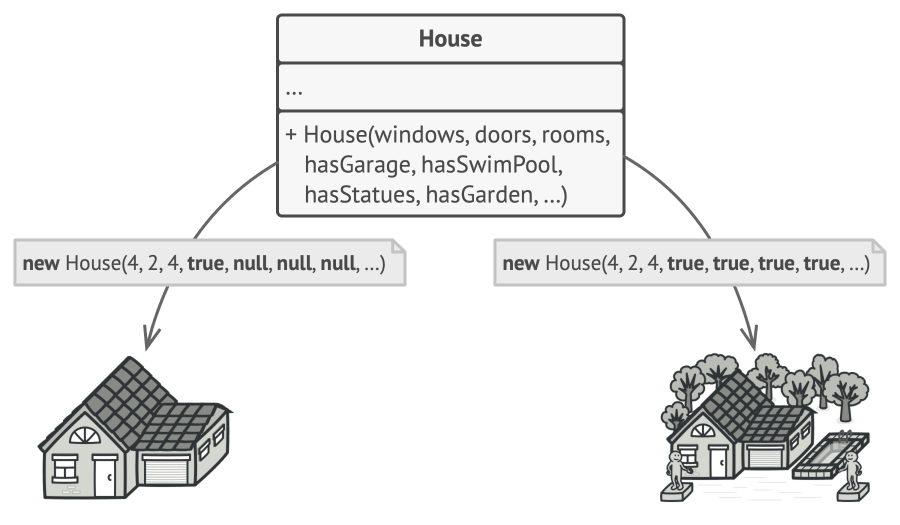 House
...
+ House(windows, doors, rooms,
hasGarage, hasSwimPool,
hasStatues, hasGarden, ...)
new House(4, 2, 4, true, null, null, null, ...)
new House(4, 2, 4, true, true, true, true, ...)